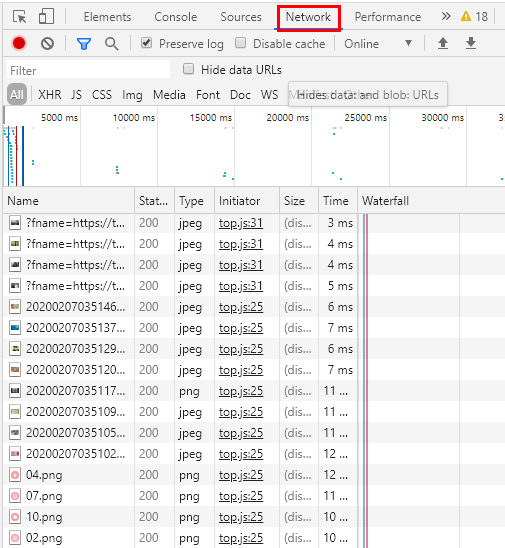 Elements Console Sources Network Performance » 18
Preserve log Disable cache Online
Filter Hide data URLs
All XHR JS CSS Img Media Font Doc WS Hides data: and blob: URLs
5000 ms 10000 ms 15000 ms 20000 ms 25000 ms 30000 ms
Name Stat... Type Initiator Size Time Waterfall
?fname=https://t... 200 jpeg top.js:31 (dis... 3 ms
?fname=https://t... 200 jpeg top.js:31 (dis... 4 ms
?fname=https://t... 200 jpeg top.js:31 (dis... 4 ms
?fname=https://t... 200 jpeg top.js:31 (dis... 5 ms
20200207035146... 200 jpeg top.js:25 (dis... 6 ms
20200207035137... 200 jpeg top.js:25 (dis... 7 ms
20200207035129... 200 jpeg top.js:25 (dis... 6 ms
20200207035120... 200 jpeg top.js:25 (dis... 7 ms
20200207035117... 200 png top.js:25 (dis... 11 ...
20200207035109... 200 jpeg top.js:25 (dis... 11 ...
20200207035105... 200 jpeg top.js:25 (dis... 11 ...
20200207035102... 200 jpeg top.js:25 (dis... 12 ...
04.png 200 png top.js:25 (dis... 12 ...
07.png 200 png top.js:25 (dis... 11 ...
10.png 200 png top.js:25 (dis... 10 ...
02.png 200 png top.js:25 (dis... 10 ...